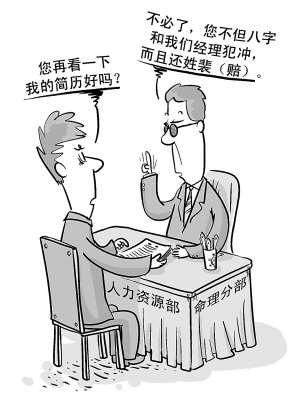 您再看一下
我的简历好吗?
不必了，您不但八字
和我们经理犯冲，
而且还姓裴（赔）。
人力资源部
命理分部